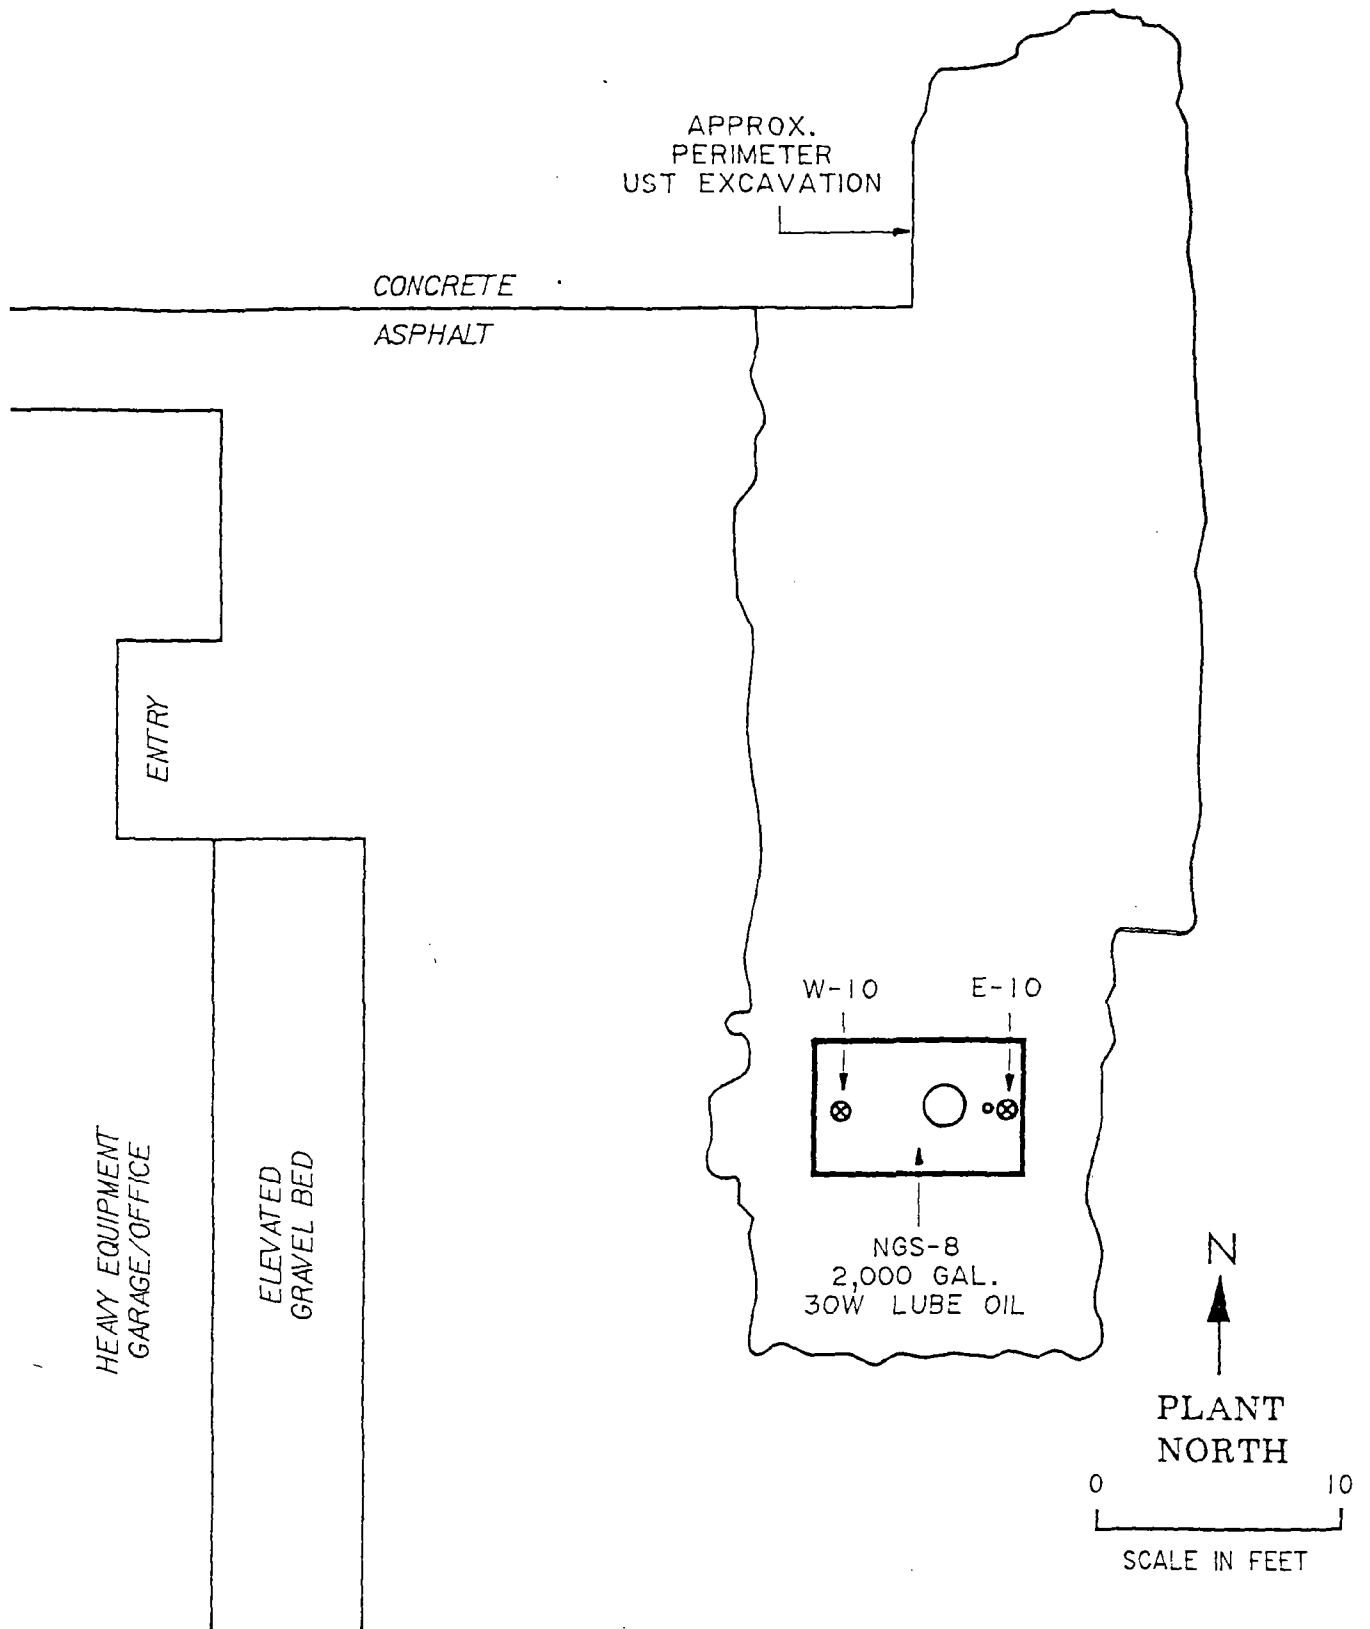 APPROX.
PERIMETER
UST EXCAVATION
CONCRETE
ASPHALT
ENTRY
W-10
E-10
HEAVY EQUIPMENT
GARAGE/OFFICE
ELEVATED
GRAVEL BED
NGS-8
2,000 GAL.
30W LUBE OIL
N
PLANT
NORTH
0 10
SCALE IN FEET